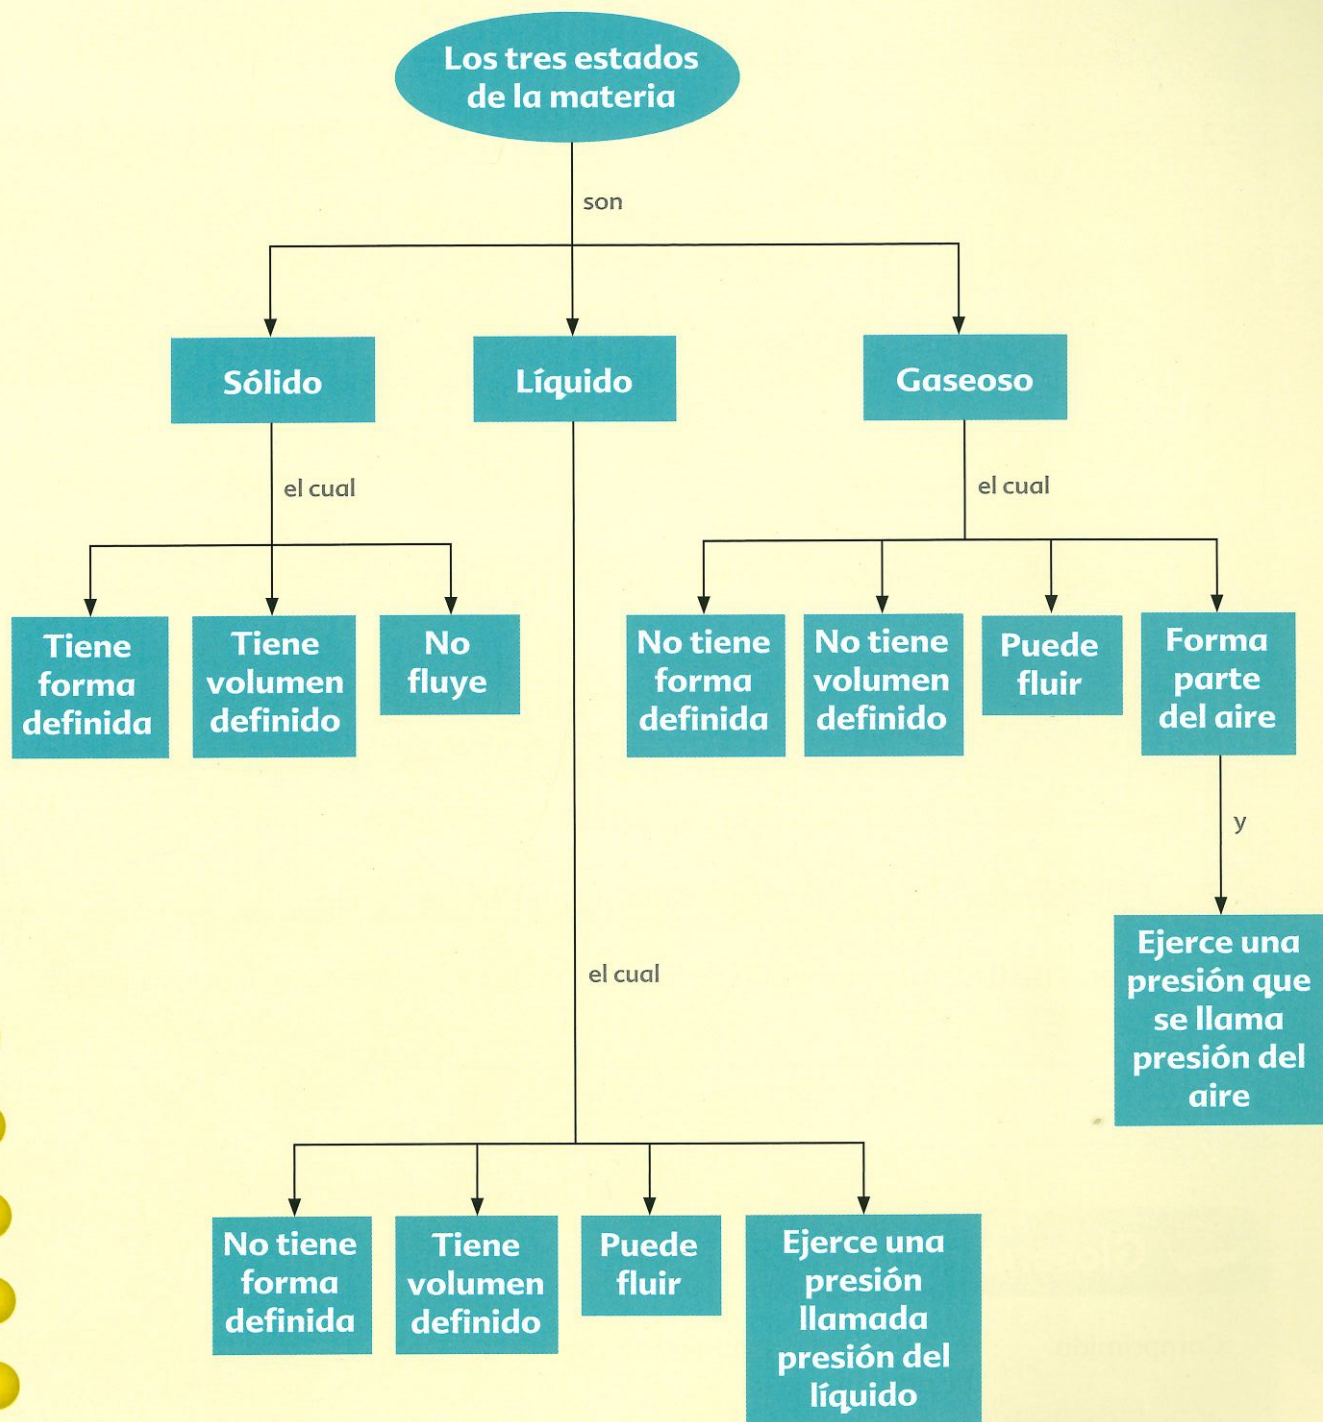 Los tres estados
de la materia
son
Sólido
Líquido
Gaseoso
el cual
el cual
Tiene
forma
definida
Tiene
volumen
definido
No
fluye
No tiene
forma
definida
No tiene
volumen
definido
Puede
fluir
Forma
parte
del aire
y
Ejerce una
presión que
se llama
presión del
aire
el cual
No tiene
forma
definida
Tiene
volumen
definido
Puede
fluir
Ejerce una
presión
llamada
presión del
líquido